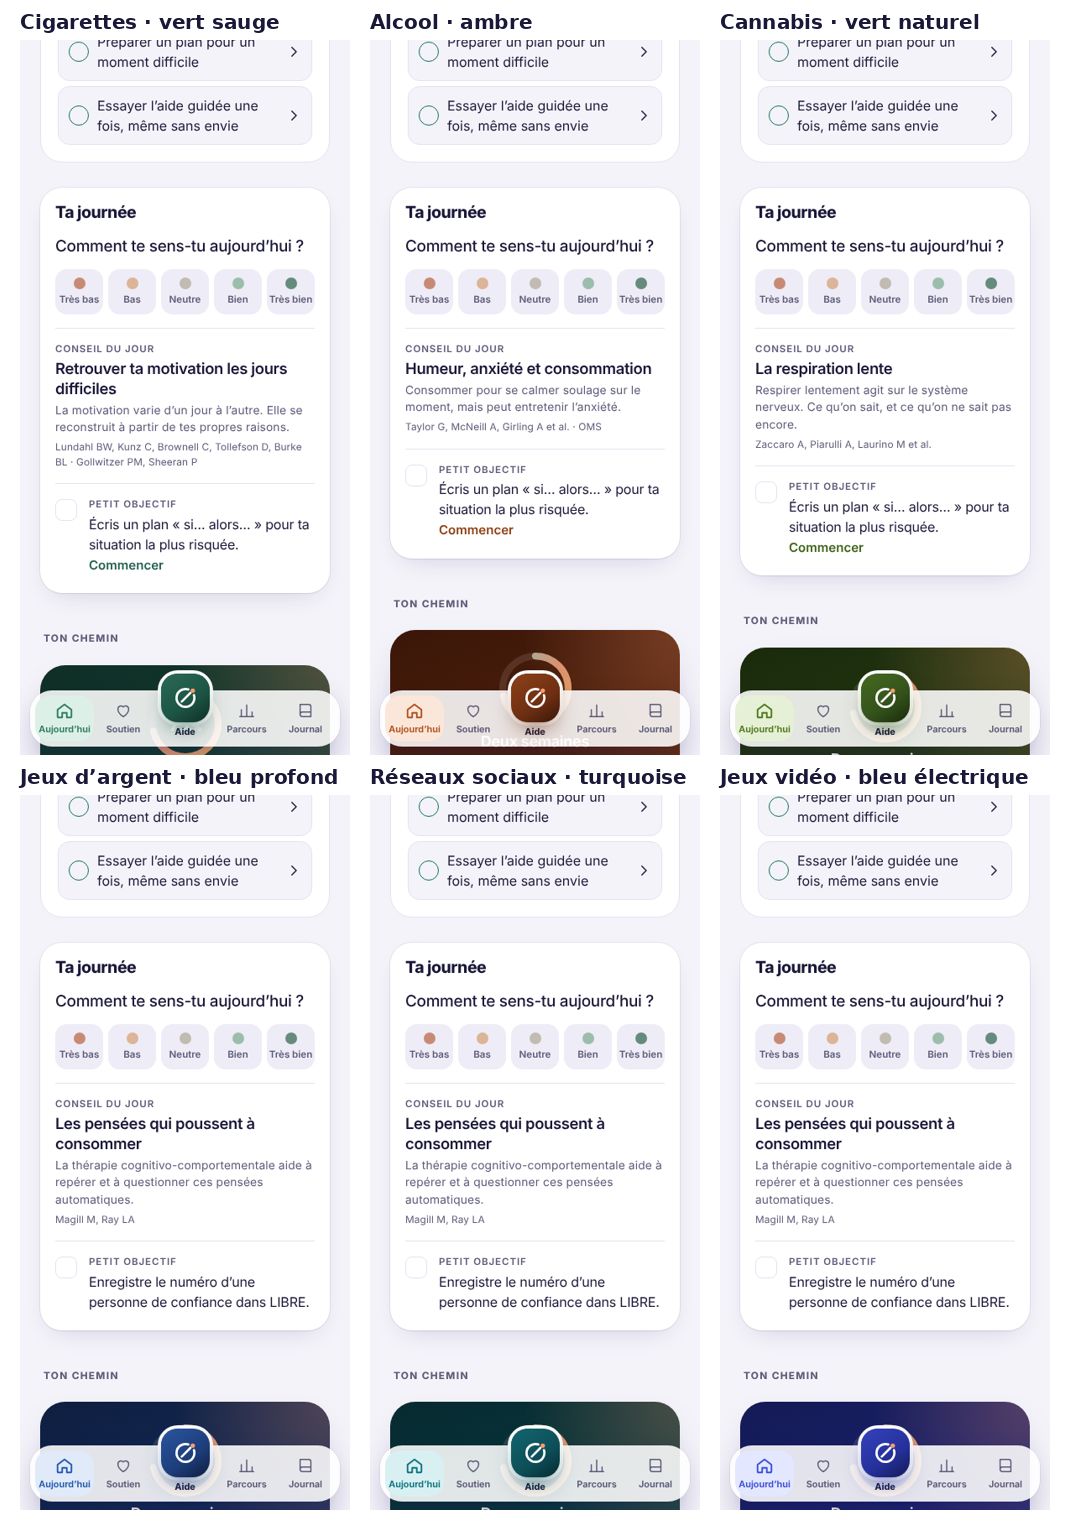 Cigarettes · vert sauge
Préparer un plan pour un
moment difficile
Essayer l’aide guidée une
fois, même sans envie
Ta journée
Comment te sens-tu aujourd’hui ?
Très bas
Bas
Neutre
Bien
Très bien
CONSEIL DU JOUR
Retrouver ta motivation les jours
difficiles
La motivation varie d’un jour à l’autre. Elle se
reconstruit à partir de tes propres raisons.
Lundahl BW, Kunz C, Brownell C, Tollefson D, Burke
BL · Gollwitzer PM, Sheeran P
PETIT OBJECTIF
Écris un plan « si… alors… » pour ta
situation la plus risquée.
Commencer
TON CHEMIN
Aujourd’hui
Soutien
Aide
Parcours
Journal
Alcool · ambre
Préparer un plan pour un
moment difficile
Essayer l’aide guidée une
fois, même sans envie
Ta journée
Comment te sens-tu aujourd’hui ?
Très bas
Bas
Neutre
Bien
Très bien
CONSEIL DU JOUR
Humeur, anxiété et consommation
Consommer pour se calmer soulage sur le
moment, mais peut entretenir l’anxiété.
Taylor G, McNeill A, Girling A et al. · OMS
PETIT OBJECTIF
Écris un plan « si… alors… » pour ta
situation la plus risquée.
Commencer
TON CHEMIN
Deux semaines
Aujourd’hui
Soutien
Aide
Parcours
Journal
Cannabis · vert naturel
Préparer un plan pour un
moment difficile
Essayer l’aide guidée une
fois, même sans envie
Ta journée
Comment te sens-tu aujourd’hui ?
Très bas
Bas
Neutre
Bien
Très bien
CONSEIL DU JOUR
La respiration lente
Respirer lentement agit sur le système
nerveux. Ce qu’on sait, et ce qu’on ne sait pas
encore.
Zaccaro A, Piarulli A, Laurino M et al.
PETIT OBJECTIF
Écris un plan « si… alors… » pour ta
situation la plus risquée.
Commencer
TON CHEMIN
Aujourd’hui
Soutien
Aide
Parcours
Journal
Jeux d’argent · bleu profond
Préparer un plan pour un
moment difficile
Essayer l’aide guidée une
fois, même sans envie
Ta journée
Comment te sens-tu aujourd’hui ?
Très bas
Bas
Neutre
Bien
Très bien
CONSEIL DU JOUR
Les pensées qui poussent à
consommer
La thérapie cognitivo-comportementale aide à
repérer et à questionner ces pensées
automatiques.
Magill M, Ray LA
PETIT OBJECTIF
Enregistre le numéro d’une
personne de confiance dans LIBRE.
TON CHEMIN
Aujourd’hui
Soutien
Aide
Parcours
Journal
Réseaux sociaux · turquoise
Préparer un plan pour un
moment difficile
Essayer l’aide guidée une
fois, même sans envie
Ta journée
Comment te sens-tu aujourd’hui ?
Très bas
Bas
Neutre
Bien
Très bien
CONSEIL DU JOUR
Les pensées qui poussent à
consommer
La thérapie cognitivo-comportementale aide à
repérer et à questionner ces pensées
automatiques.
Magill M, Ray LA
PETIT OBJECTIF
Enregistre le numéro d’une
personne de confiance dans LIBRE.
TON CHEMIN
Aujourd’hui
Soutien
Aide
Parcours
Journal
Jeux vidéo · bleu électrique
Préparer un plan pour un
moment difficile
Essayer l’aide guidée une
fois, même sans envie
Ta journée
Comment te sens-tu aujourd’hui ?
Très bas
Bas
Neutre
Bien
Très bien
CONSEIL DU JOUR
Les pensées qui poussent à
consommer
La thérapie cognitivo-comportementale aide à
repérer et à questionner ces pensées
automatiques.
Magill M, Ray LA
PETIT OBJECTIF
Enregistre le numéro d’une
personne de confiance dans LIBRE.
TON CHEMIN
Aujourd’hui
Soutien
Aide
Parcours
Journal